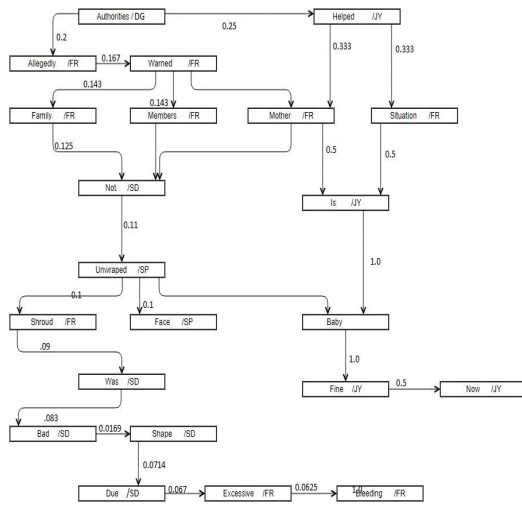 Authorities / DG
Helped /JY
0.25
0.2
0.333
0.333
Allegedly /FR
0.167
Warned /FR
0.143
0.143
Family /FR
Members /FR
Mother /FR
Situation /FR
0.125
0.5
0.5
Not /SD
Is /JY
0.11
1.0
Unwraped /SP
0.1
0.1
Shroud /FR
Face /SP
Baby
.09
1.0
Was /SD
Fine /JY
0.5
Now /JY
.083
Bad /SD
0.0169
Shape /SD
0.0714
Due /SD
0.067
Excessive /FR
0.0625
1.0
Bleeding /FR